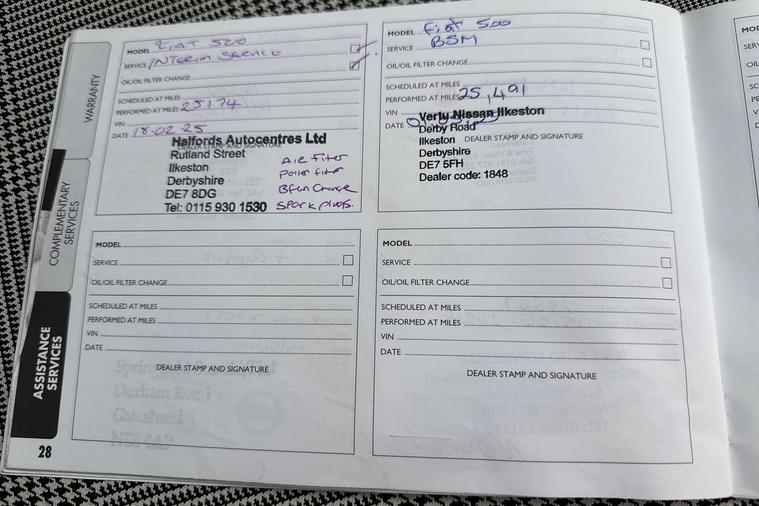 WARRANTY
COMPLEMENTARY
SERVICES
ASSISTANCE
SERVICES
28
MODEL FIAT 500
SERVICE INTERIM SERVICE
OIL/OIL FILTER CHANGE
SCHEDULED AT MILES
PERFORMED AT MILES 25174
VIN
DATE 18.02.25
DEALER STAMP AND SIGNATURE
Halfords Autocentres Ltd
Rutland Street
Ilkeston
Derbyshire
DE7 8DG
Tel: 0115 930 1530
Air Filter
Pollen filter
Spark plugs.
MODEL Fiat 500
SERVICE BSM
OIL/OIL FILTER CHANGE
SCHEDULED AT MILES
PERFORMED AT MILES 25,491
VIN
DATE
Vertu Nissan Ilkeston
Derby Road
Ilkeston DEALER STAMP AND SIGNATURE
Derbyshire
DE7 5FH
Dealer code: 1848
MODEL
SERVICE
OIL/OIL FILTER CHANGE
SCHEDULED AT MILES
PERFORMED AT MILES
VIN
DATE
DEALER STAMP AND SIGNATURE
MODEL
SERVICE
OIL/OIL FILTER CHANGE
SCHEDULED AT MILES
PERFORMED AT MILES
VIN
DATE
DEALER STAMP AND SIGNATURE